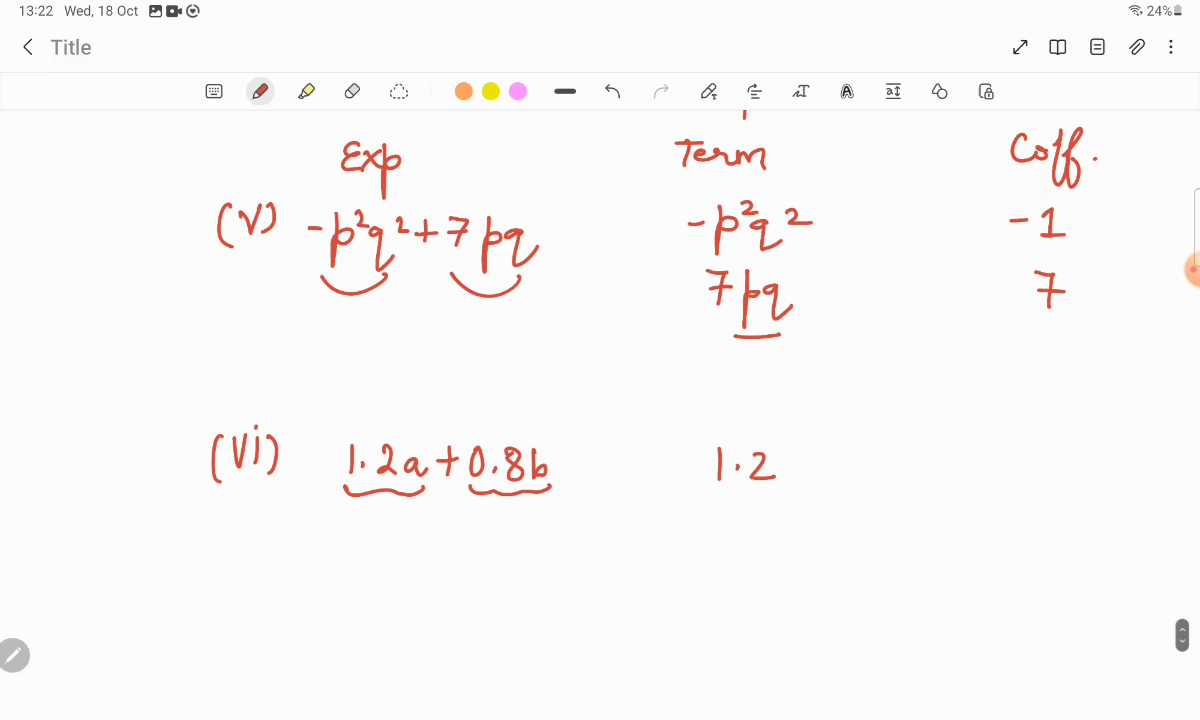 13:22 Wed, 18 Oct 24%
Title
Exp Term Coff.
(V) -p²q²+7pq -p²q² -1
7pq 7
(Vi) 1.2a+0.8b 1.2